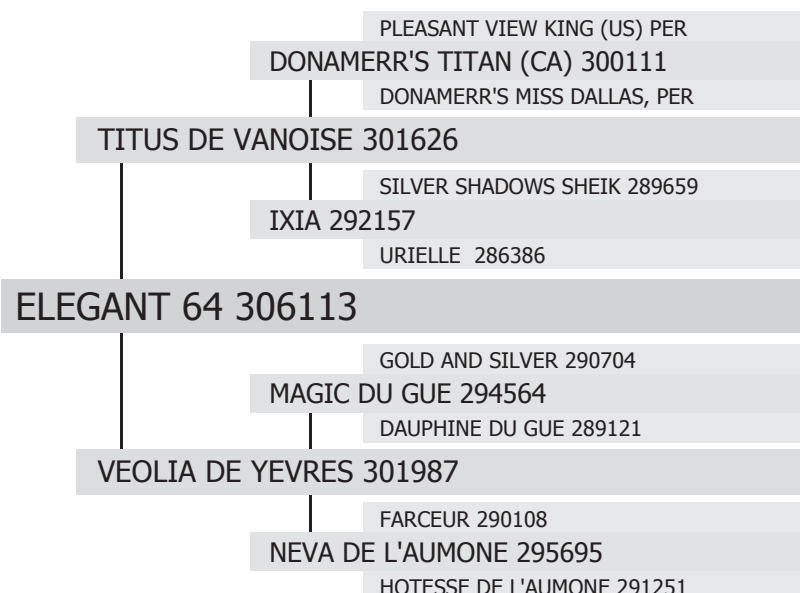 PLEASANT VIEW KING (US) PER
DONAMERR'S TITAN (CA) 300111
DONAMERR'S MISS DALLAS, PER
TITUS DE VANOISE 301626
SILVER SHADOWS SHEIK 289659
IXIA 292157
URIELLE 286386
ELEGANT 64 306113
GOLD AND SILVER 290704
MAGIC DU GUE 294564
DAUPHINE DU GUE 289121
VEOLIA DE YEVRES 301987
FARCEUR 290108
NEVA DE L'AUMONE 295695
HOTESSE DE L'AUMONE 291251